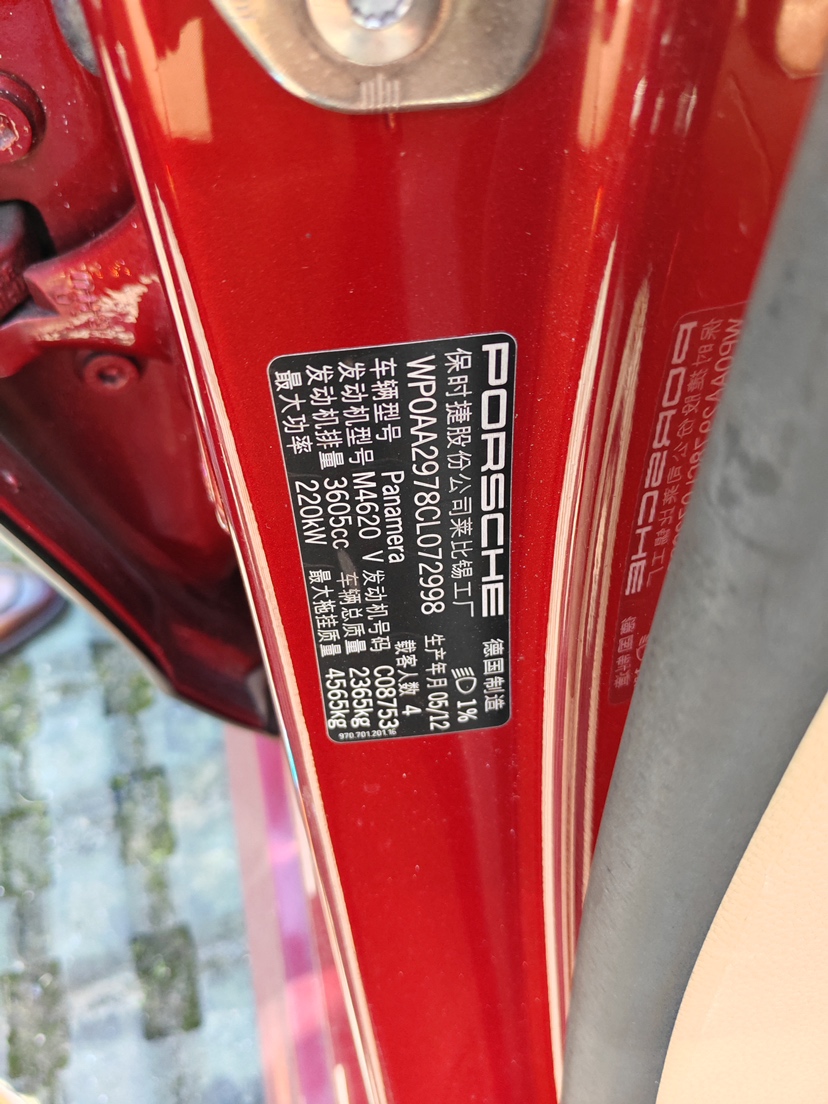 PORSCHE 德国制造
保时捷股份公司莱比锡工厂 1%
WP0AA2978CL072998 生产年月 05/12
载客人数 4
车辆型号 Panamera 发动机号码 C08753
发动机型号 M4620 V 车辆总质量 2365kg
发动机排量 3605cc 最大拖挂质量 4565kg
最大功率 220kW
970.701.201.16